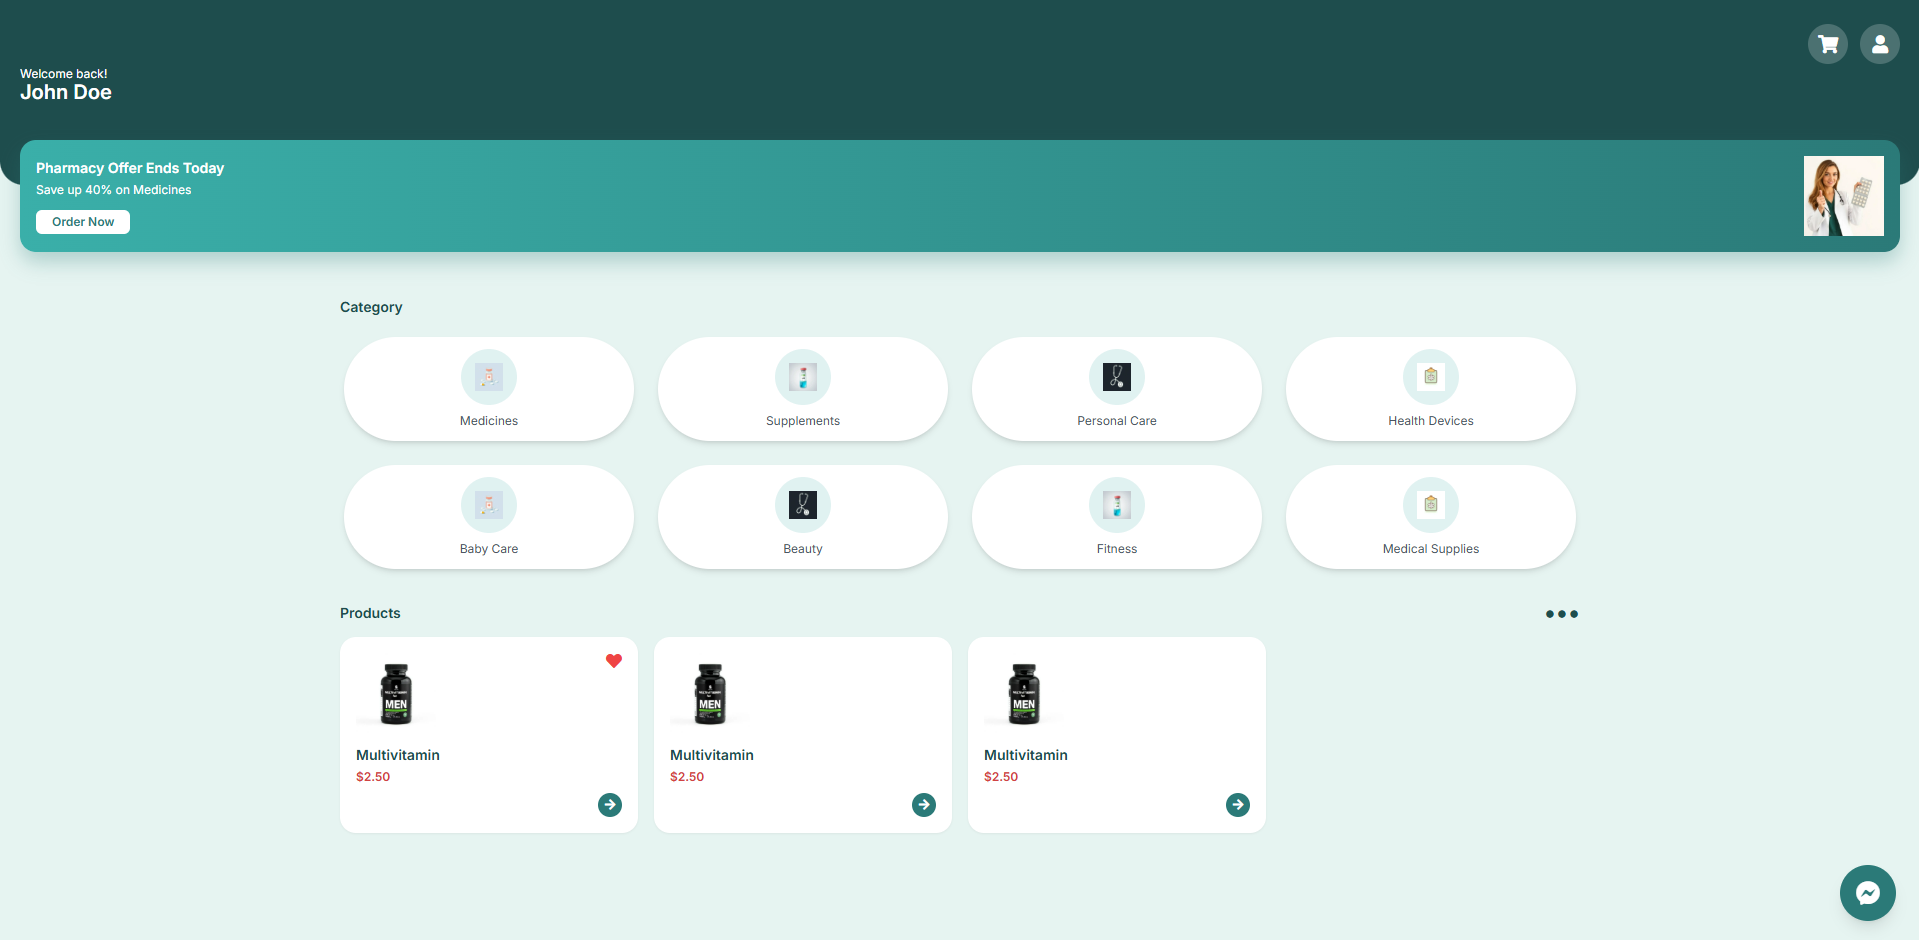 Welcome back!
John Doe
Pharmacy Offer Ends Today
Save up 40% on Medicines
Order Now
Category
Medicines
Supplements
Personal Care
Health Devices
Baby Care
Beauty
Fitness
Medical Supplies
Products
MEN
Multivitamin
$2.50
MEN
Multivitamin
$2.50
MEN
Multivitamin
$2.50